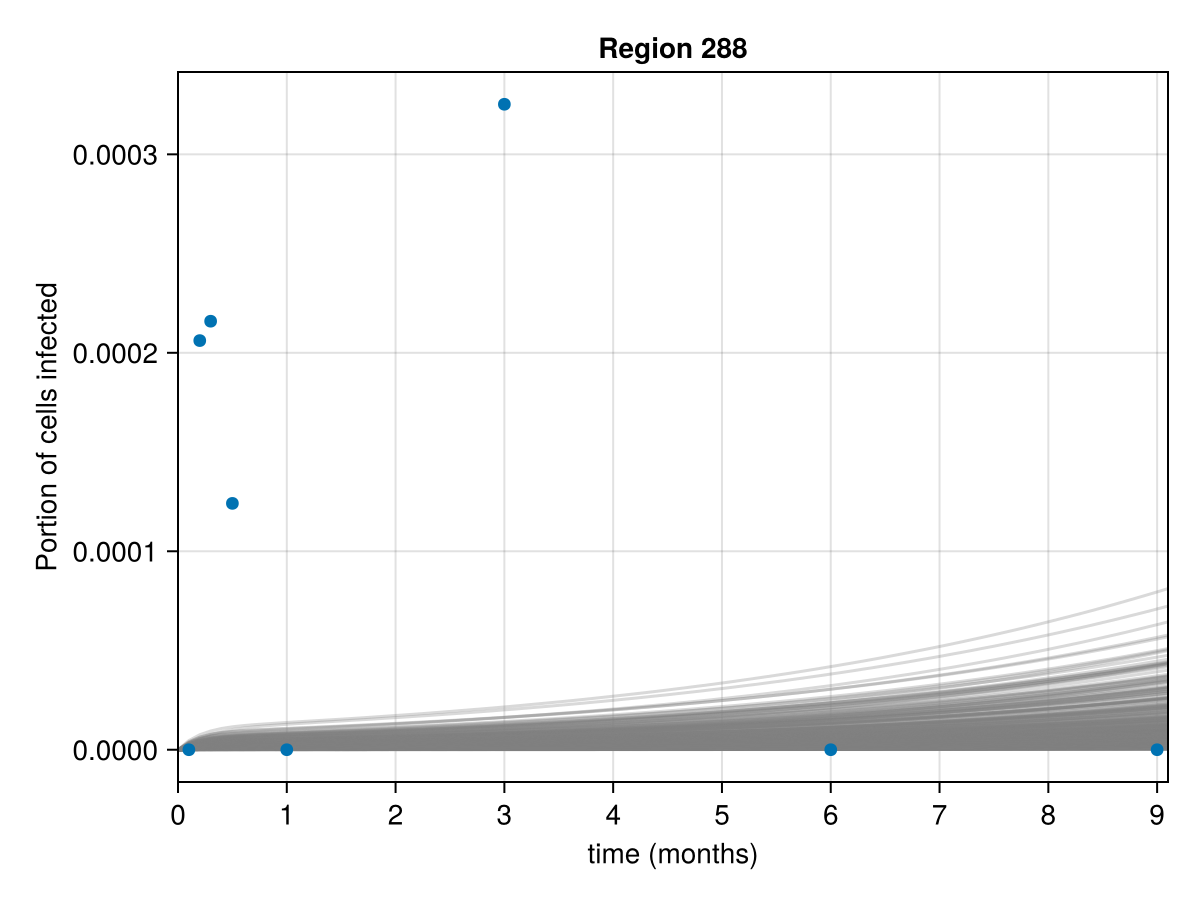 Region 288
Portion of cells infected
0.0003
0.0002
0.0001
0.0000
0 1 2 3 4 5 6 7 8 9
time (months)